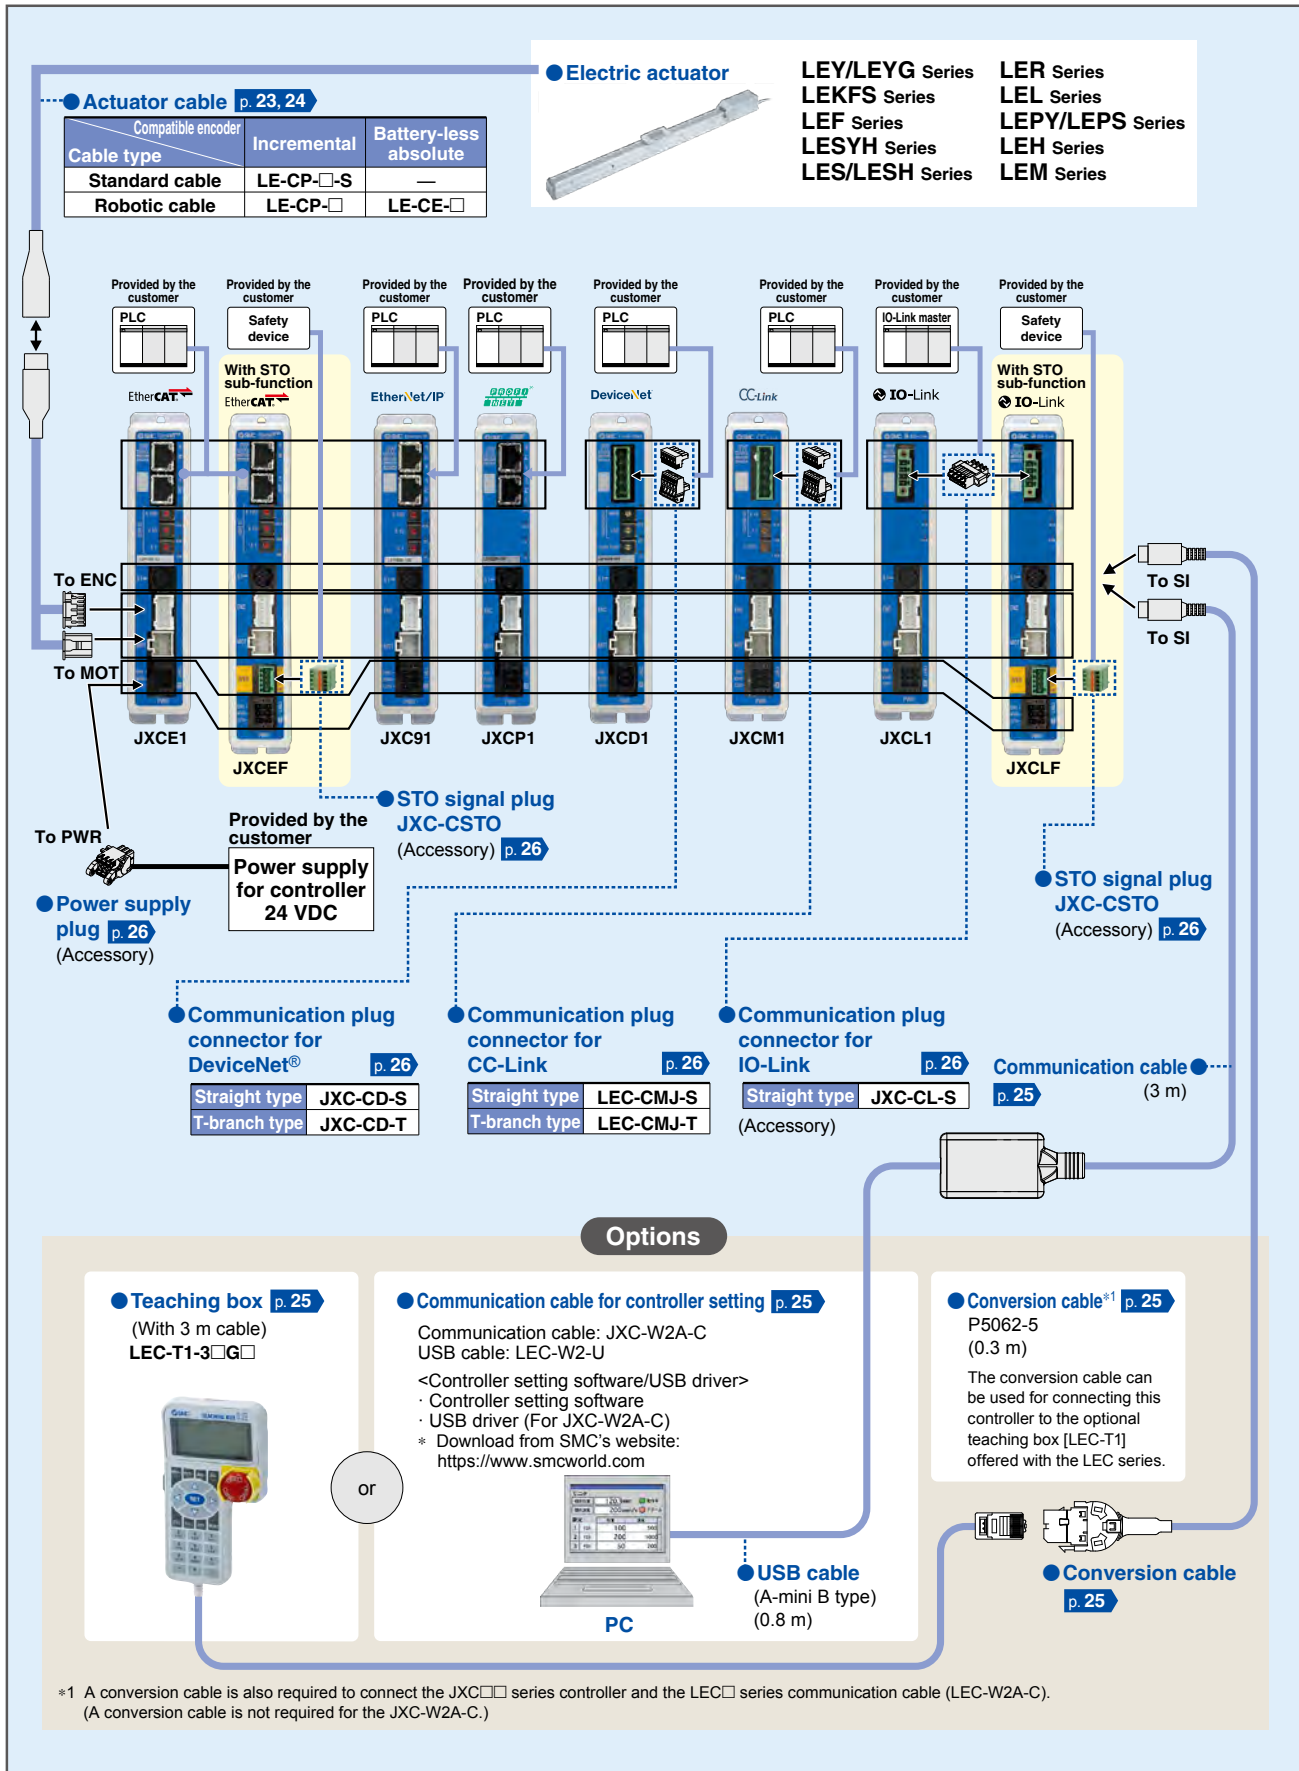 Electric actuator
LEY/LEYG Series
LEKFS Series
LEF Series
LESYH Series
LES/LESH Series
LER Series
LEL Series
LEPY/LEPS Series
LEH Series
LEM Series
Actuator cable p. 23, 24
Compatible encoder
Cable type
Incremental
Battery-less
absolute
Standard cable LE-CP-□-S —
Robotic cable LE-CP-□ LE-CE-□
Provided by the
customer
PLC
EtherCAT
Provided by the
customer
Safety
device
With STO
sub-function
EtherCAT
Provided by the
customer
PLC
EtherNet/IP
Provided by the
customer
PLC
PROFI
NET
Provided by the
customer
PLC
DeviceNet
Provided by the
customer
PLC
CC-Link
Provided by the
customer
IO-Link master
IO-Link
Provided by the
customer
Safety
device
With STO
sub-function
IO-Link
To ENC
To MOT
To SI
To SI
JXCE1
JXCEF
JXC91
JXCP1
JXCD1
JXCM1
JXCL1
JXCLF
To PWR
Provided by the
customer
Power supply
for controller
24 VDC
Power supply
plug p. 26
(Accessory)
STO signal plug
JXC-CSTO
(Accessory) p. 26
STO signal plug
JXC-CSTO
(Accessory) p. 26
Communication plug
connector for
DeviceNet® p. 26
Straight type JXC-CD-S
T-branch type JXC-CD-T
Communication plug
connector for
CC-Link p. 26
Straight type LEC-CMJ-S
T-branch type LEC-CMJ-T
Communication plug
connector for
IO-Link p. 26
Straight type JXC-CL-S
(Accessory)
Communication cable
p. 25 (3 m)
Options
Teaching box p. 25
(With 3 m cable)
LEC-T1-3□G□
or
Communication cable for controller setting p. 25
Communication cable: JXC-W2A-C
USB cable: LEC-W2-U
<Controller setting software/USB driver>
· Controller setting software
· USB driver (For JXC-W2A-C)
* Download from SMC's website:
https://www.smcworld.com
PC
USB cable
(A-mini B type)
(0.8 m)
Conversion cable*1 p. 25
P5062-5
(0.3 m)
The conversion cable can
be used for connecting this
controller to the optional
teaching box [LEC-T1]
offered with the LEC series.
Conversion cable
p. 25
*1 A conversion cable is also required to connect the JXC□□ series controller and the LEC□ series communication cable (LEC-W2A-C).
(A conversion cable is not required for the JXC-W2A-C.)